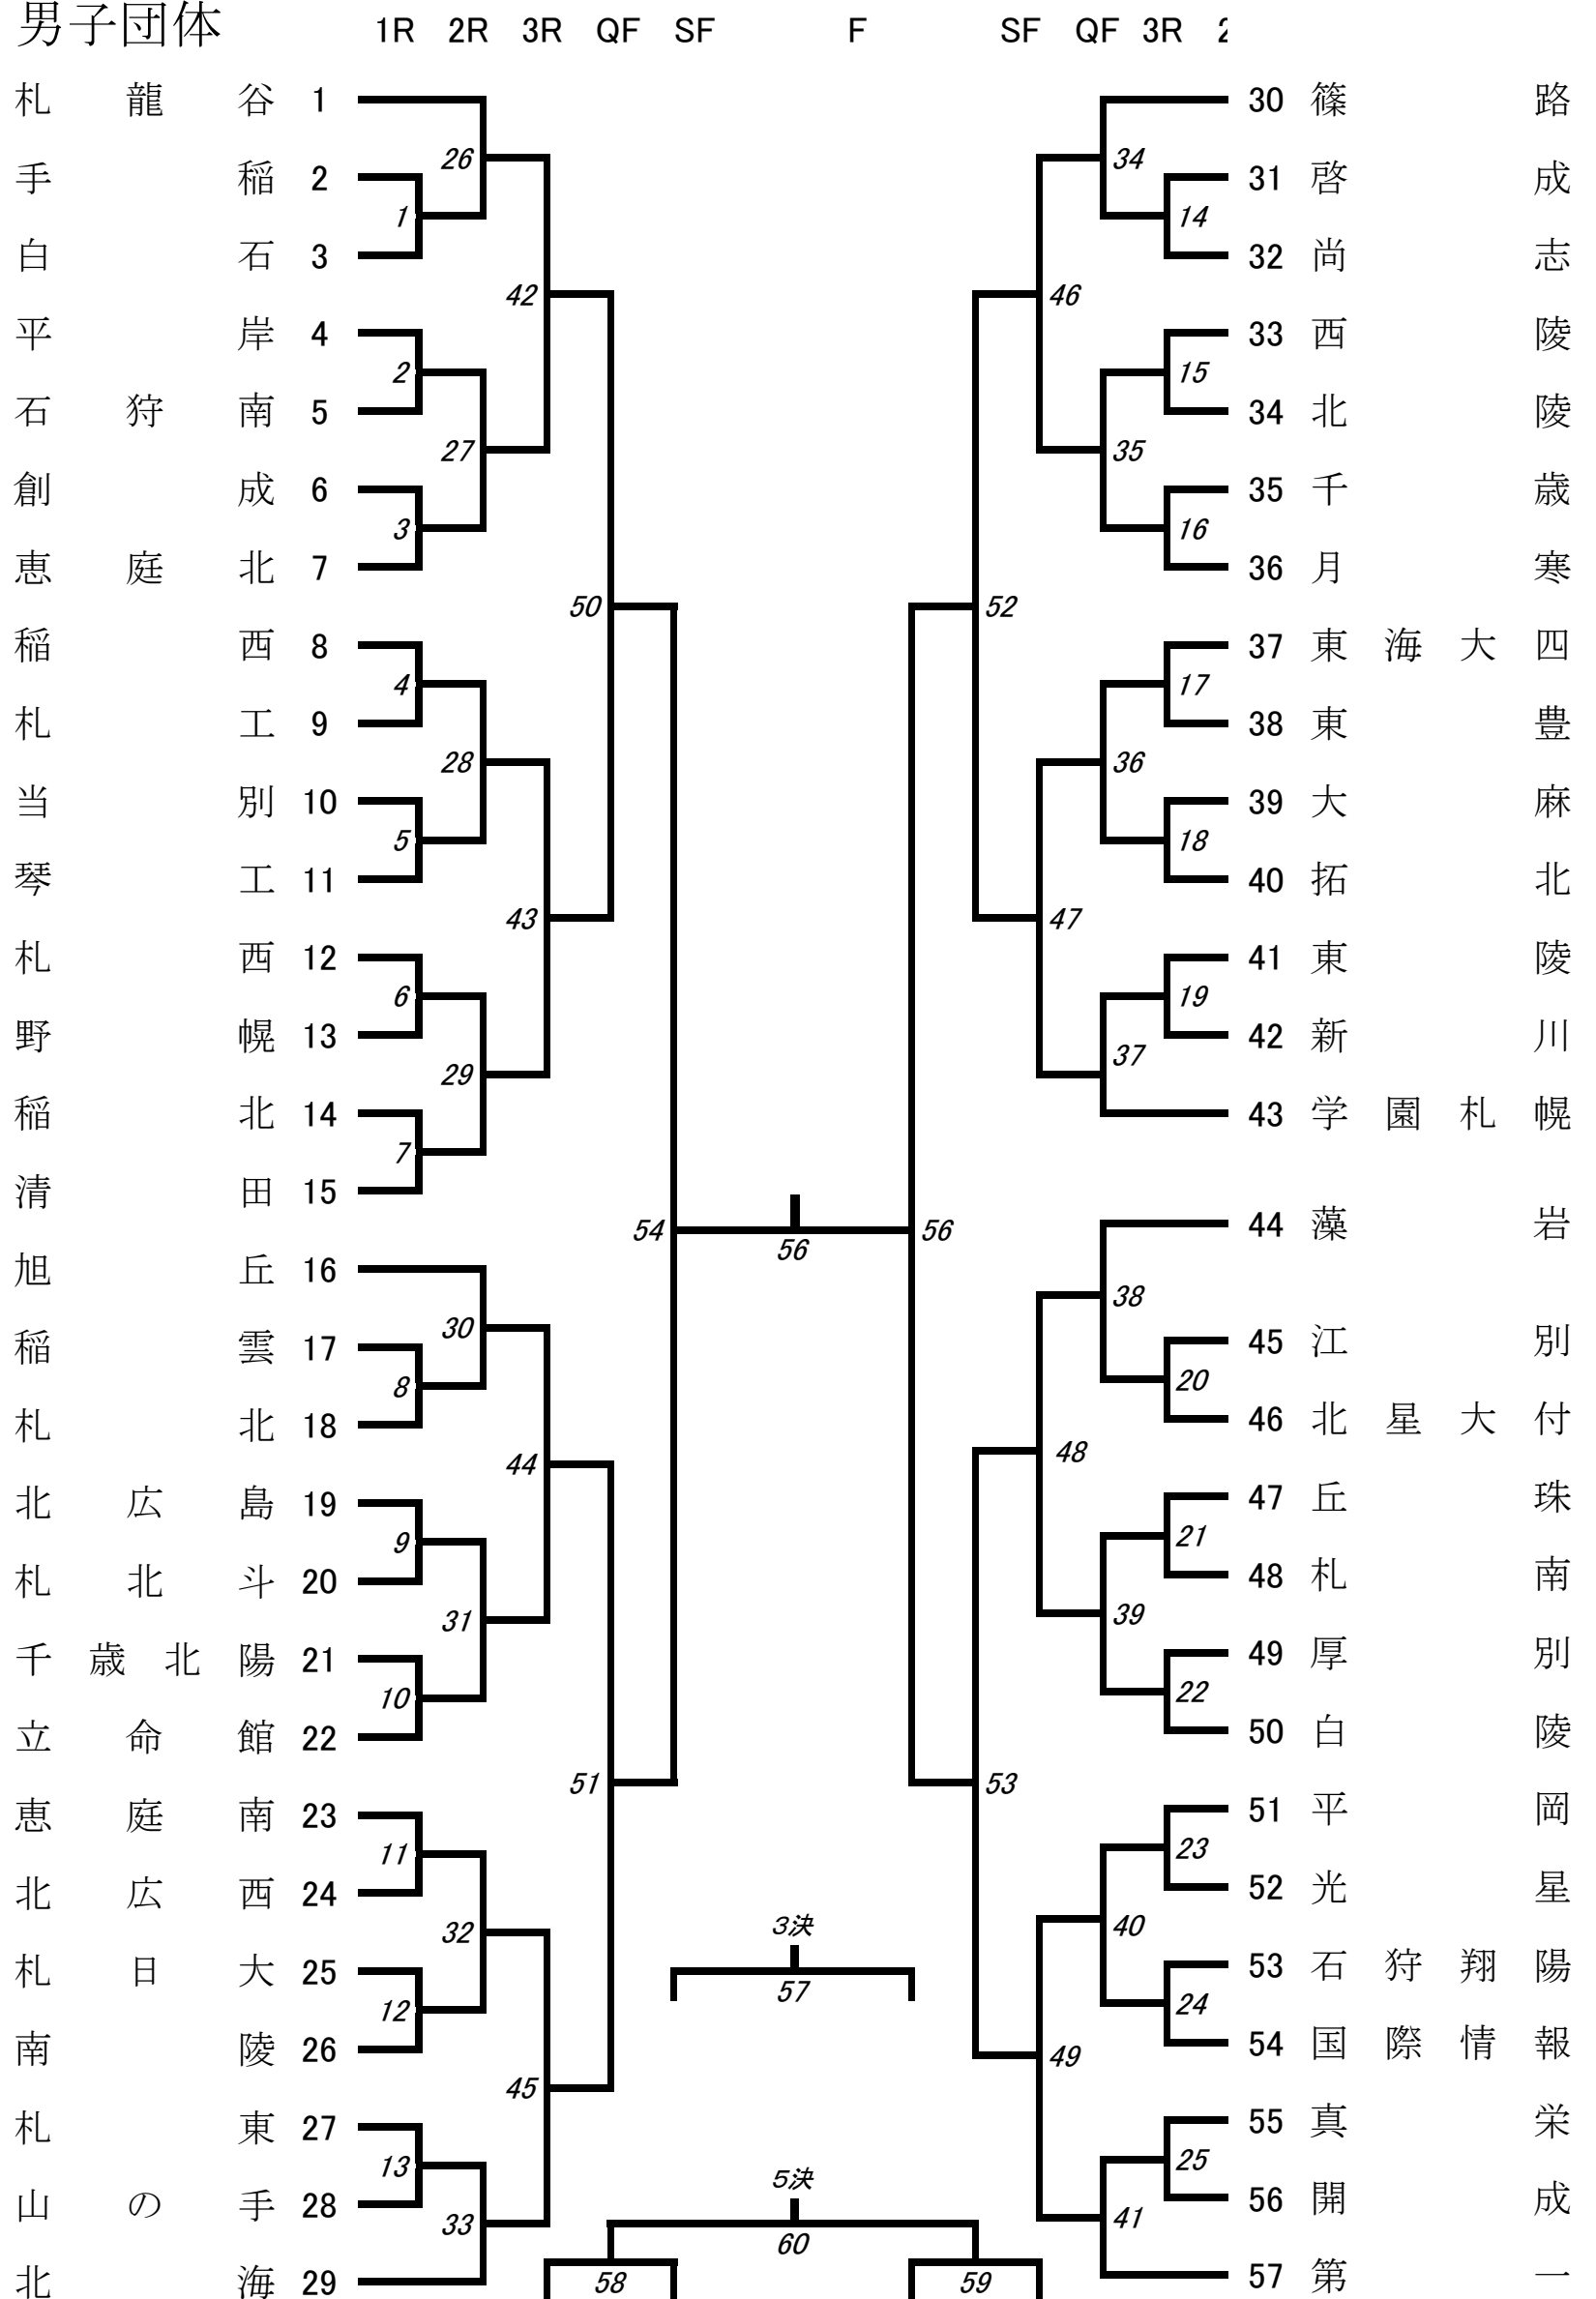 男子団体 1R 2R 3R QF SF F SF QF 3R
札龍谷 1 30 篠路
26 34
手稲 2 31 啓成
1 14
白石 3 32 尚志
42 46
平岸 4 33 西陵
2 15
石狩南 5 34 北陵
27 35
創成 6 35 千歳
3 16
恵庭北 7 36 月寒
50 52
稲西 8 37 東海大四
4 17
札工 9 38 東豊
28 36
当別 10 39 大麻
5 18
琴工 11 40 拓北
43 47
札西 12 41 東陵
6 19
野幌 13 42 新川
29 37
稲北 14 43 学園札幌
7
清田 15
44 藻岩
54 56 56
旭丘 16
38
30
稲雲 17 45 江別
8 20
札北 18 46 北星大付
44 48
北広島 19 47 丘珠
9 21
札北斗 20 48 札南
31 39
千歳北陽 21 49 厚別
10 22
立命館 22 50 白陵
51 53
恵庭南 23 51 平岡
11 23
北広西 24 52 光星
32 3決 40
札日大 25 53 石狩翔陽
57
12 24
南陵 26 54 国際情報
45 49
札東 27 55 真栄
13 25
5決
山の手 28 56 開成
33 60 41
北海 29 58 59 57 第一